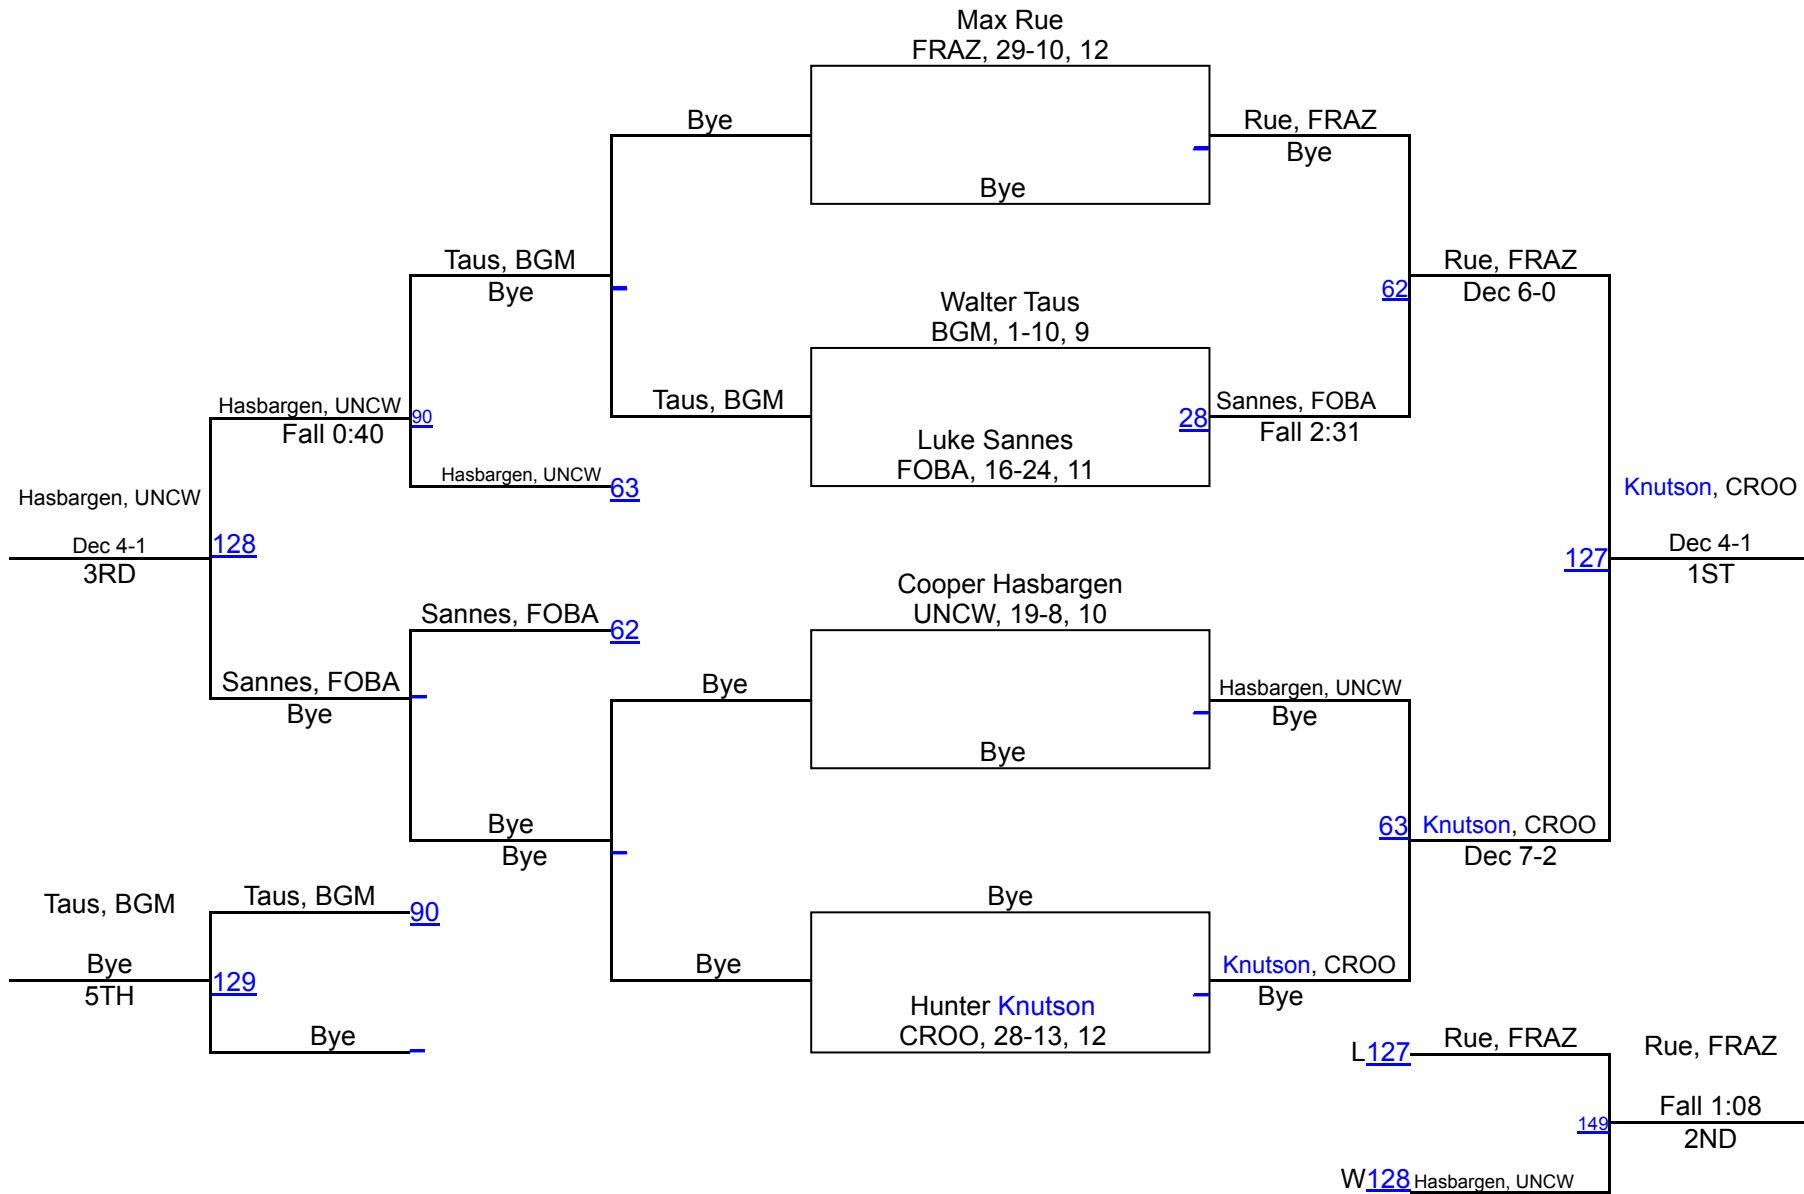 Max Rue
FRAZ, 29-10, 12
Bye
Rue, FRAZ
Bye
Bye
Taus, BGM
Bye
Rue, FRAZ
Dec 6-0
62
Walter Taus
BGM, 1-10, 9
Taus, BGM
28
Sannes, FOBA
Fall 2:31
Luke Sannes
FOBA, 16-24, 11
Hasbargen, UNCW
Fall 0:40
90
Hasbargen, UNCW
63
Hasbargen, UNCW
Dec 4-1
3RD
128
Knutson, CROO
127
Dec 4-1
1ST
Cooper Hasbargen
UNCW, 19-8, 10
Sannes, FOBA
62
Sannes, FOBA
Bye
Bye
Hasbargen, UNCW
Bye
Bye
Bye
Bye
63
Knutson, CROO
Dec 7-2
Taus, BGM
Taus, BGM
90
Bye
Bye
5TH
129
Bye
Bye
Knutson, CROO
Bye
Hunter Knutson
CROO, 28-13, 12
L127
Rue, FRAZ
Rue, FRAZ
149
Fall 1:08
2ND
W128
Hasbargen, UNCW